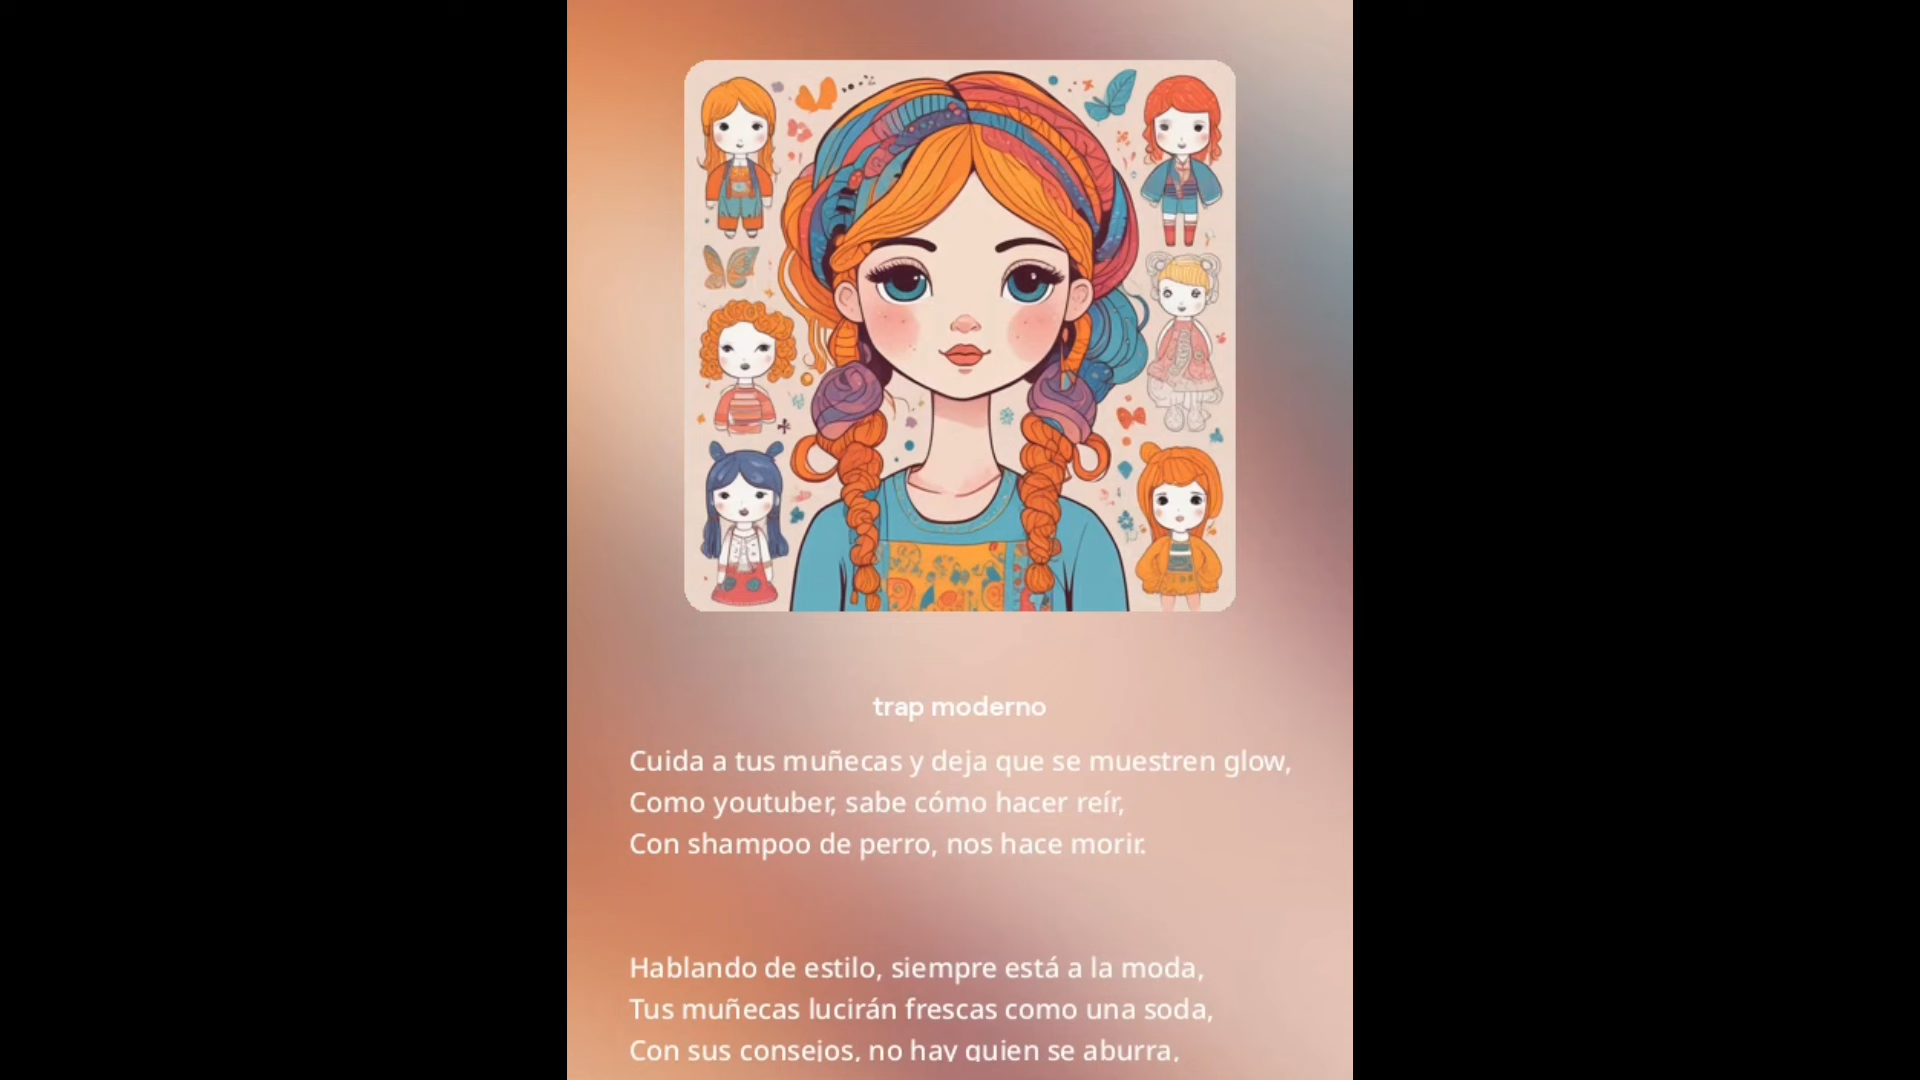 trap moderno
Cuida a tus muñecas y deja que se muestren glow,
Como youtuber, sabe cómo hacer reír,
Con shampoo de perro, nos hace morir.
Hablando de estilo, siempre está a la moda,
Tus muñecas lucirán frescas como una soda,
Con sus consejos, no hay quien se aburra,